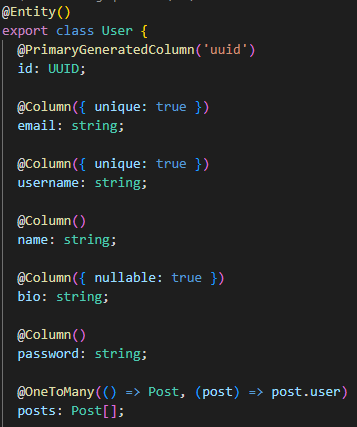 @Entity()
export class User {
@PrimaryGeneratedColumn('uuid')
id: UUID;
@Column({ unique: true })
email: string;
@Column({ unique: true })
username: string;
@Column()
name: string;
@Column({ nullable: true })
bio: string;
@Column()
password: string;
@OneToMany(() => Post, (post) => post.user)
posts: Post[];